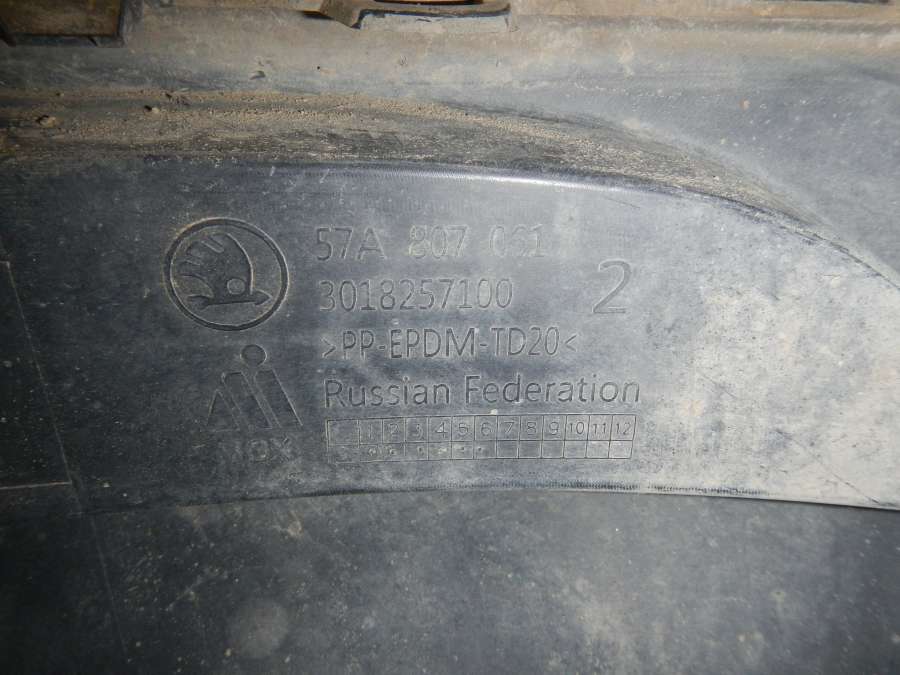 57A 807 061
3018257100
2
>PP-EPDM-TD20<
Russian Federation
1 2 3 4 5 6 7 8 9 10 11 12